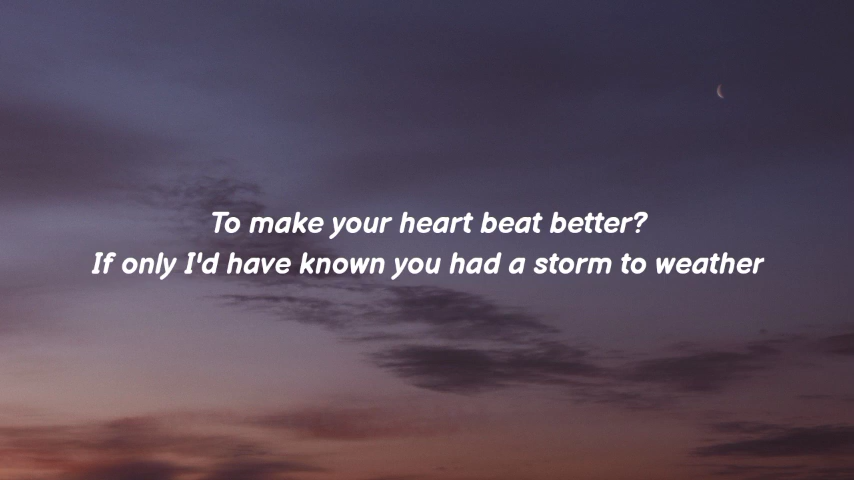 To make your heart beat better?
If only I'd have known you had a storm to weather